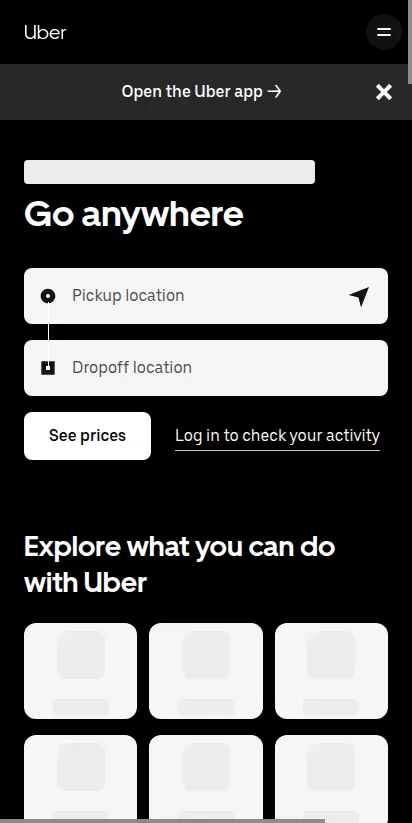 Uber
Open the Uber app →
Go anywhere
Pickup location
Dropoff location
See prices
Log in to check your activity
Explore what you can do
with Uber